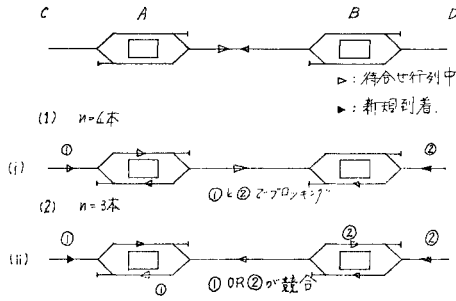 C A B D
▷: 待合せ行列中
▶: 新規到着.
(1) n=4本
① ②
(i) ①と②でブロッキング
(2) n=3本
① ② ②
(ii) ① ① OR ②が競合